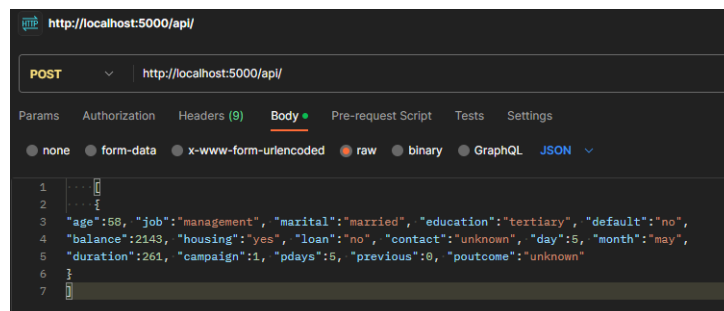 HTTP http://localhost:5000/api/
POST http://localhost:5000/api/
Params Authorization Headers (9) Body Pre-request Script Tests Settings
none form-data x-www-form-urlencoded raw binary GraphQL JSON
1 [
2 {
3 "age":58, "job":"management", "marital":"married", "education":"tertiary", "default":"no",
4 "balance":2143, "housing":"yes", "loan":"no", "contact":"unknown", "day":5, "month":"may",
5 "duration":261, "campaign":1, "pdays":5, "previous":0, "poutcome":"unknown"
6 }
7 ]